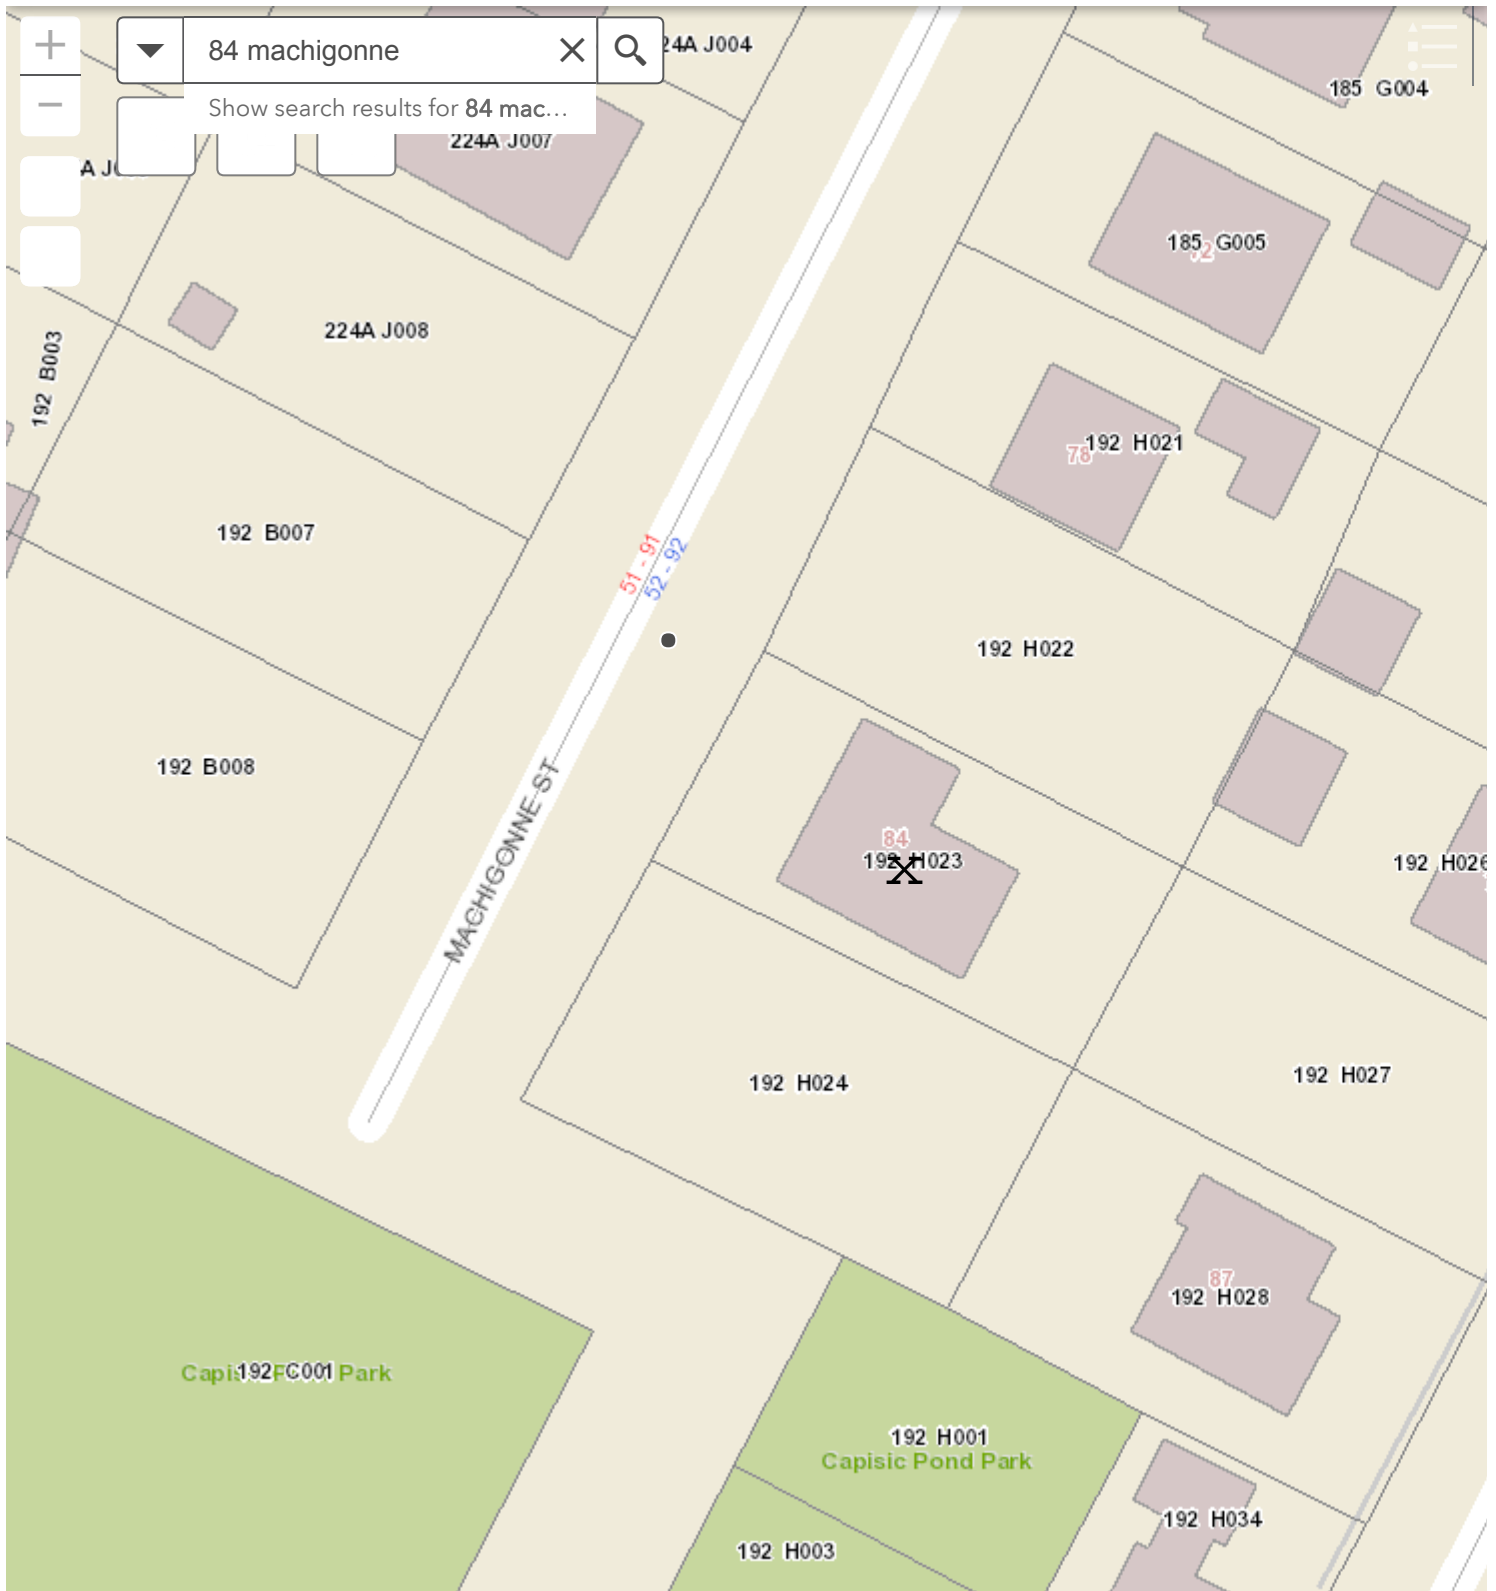 84 machigonne
24A J004
Show search results for 84 mac...
185 G004
224A J007
185 G005
72
224A J008
192 B003
192 H021
78
192 B007
51 - 91
52 - 92
192 H022
192 B008
MACHIGONNE ST
84
192 H023
192 H026
192 H024
192 H027
87
192 H028
192 C001
Park
192 H001
Capisic Pond Park
192 H034
192 H003